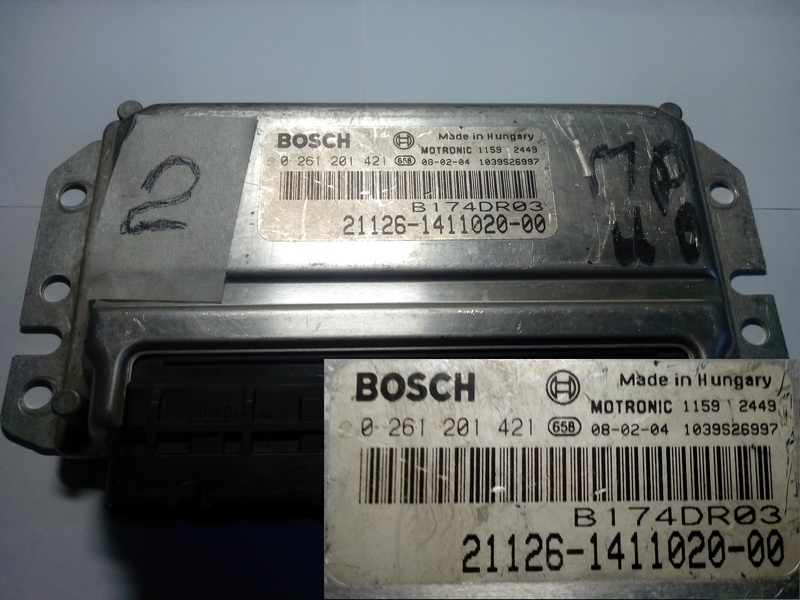 2
BOSCH Made in Hungary
MOTRONIC 1159 2449
0 261 201 421 658 08-02-04 1039S26997
B174DR03
21126-1411020-00
BOSCH Made in Hungary
MOTRONIC 1159 2449
0 261 201 421 658 08-02-04 1039S26997
B174DR03
21126-1411020-00